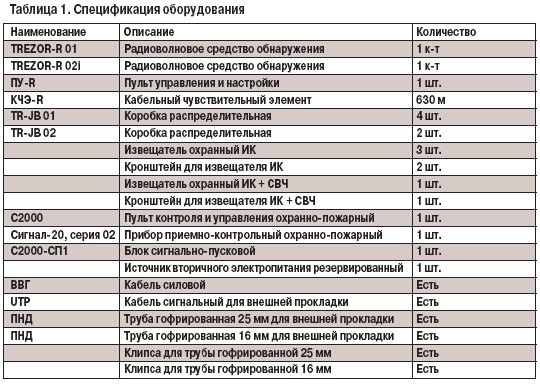 Таблица 1. Спецификация оборудования
Наименование Описание Количество
TREZOR-R 01 Радиоволновое средство обнаружения 1 к-т
TREZOR-R 02i Радиоволновое средство обнаружения 1 к-т
ПУ-R Пульт управления и настройки 1 шт.
КЧЭ-R Кабельный чувствительный элемент 630 м
TR-JB 01 Коробка распределительная 4 шт.
TR-JB 02 Коробка распределительная 2 шт.
Извещатель охранный ИК 3 шт.
Кронштейн для извещателя ИК 2 шт.
Извещатель охранный ИК + СВЧ 1 шт.
Кронштейн для извещателя ИК + СВЧ 1 шт.
С2000 Пульт контроля и управления охранно-пожарный 1 шт.
Сигнал-20, серия 02 Прибор приемно-контрольный охранно-пожарный 1 шт.
С2000-СП1 Блок сигнально-пусковой 1 шт.
Источник вторичного электропитания резервированный 1 шт.
ВВГ Кабель силовой Есть
UTP Кабель сигнальный для внешней прокладки Есть
ПНД Труба гофрированная 25 мм для внешней прокладки Есть
ПНД Труба гофрированная 16 мм для внешней прокладки Есть
Клипса для трубы гофрированной 25 мм Есть
Клипса для трубы гофрированной 16 мм Есть